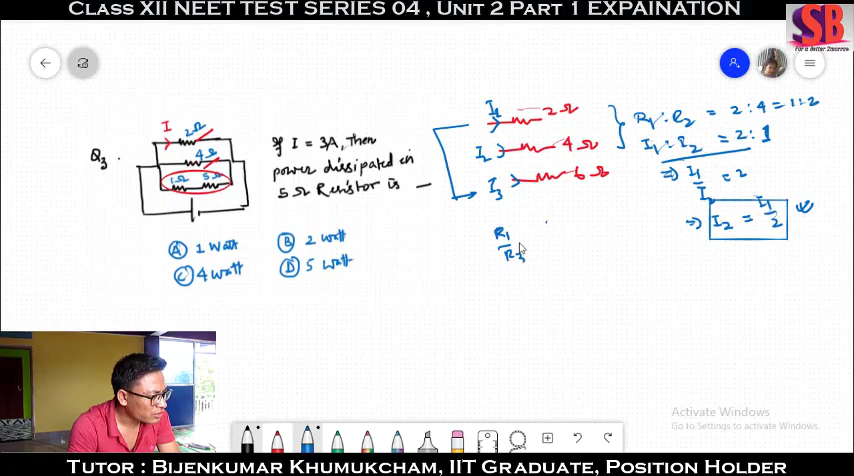 Class XII NEET TEST SERIES 04 , Unit 2 Part 1 EXPAINATION
SB
For a Better Tomorrow
Q3.
I
2Ω
4Ω
1Ω 5Ω
If I = 3A, Then
power dissipated in
5Ω Resistor is —
Ⓐ 1 Watt
Ⓑ 2 Watt
Ⓒ 4 Watt
Ⓓ 5 Watt
I1 2Ω
I2 4Ω
I3 6Ω
R1 : R2 = 2 : 4 = 1 : 2
I1 : I2 = 2 : 1
⇒ I1/I2 = 2
⇒ I2 = I1/2
R1
R3
Activate Windows
Go to Settings to activate Windows.
Tutor : Bijenkumar Khumukcham, IIT Graduate, Position Holder